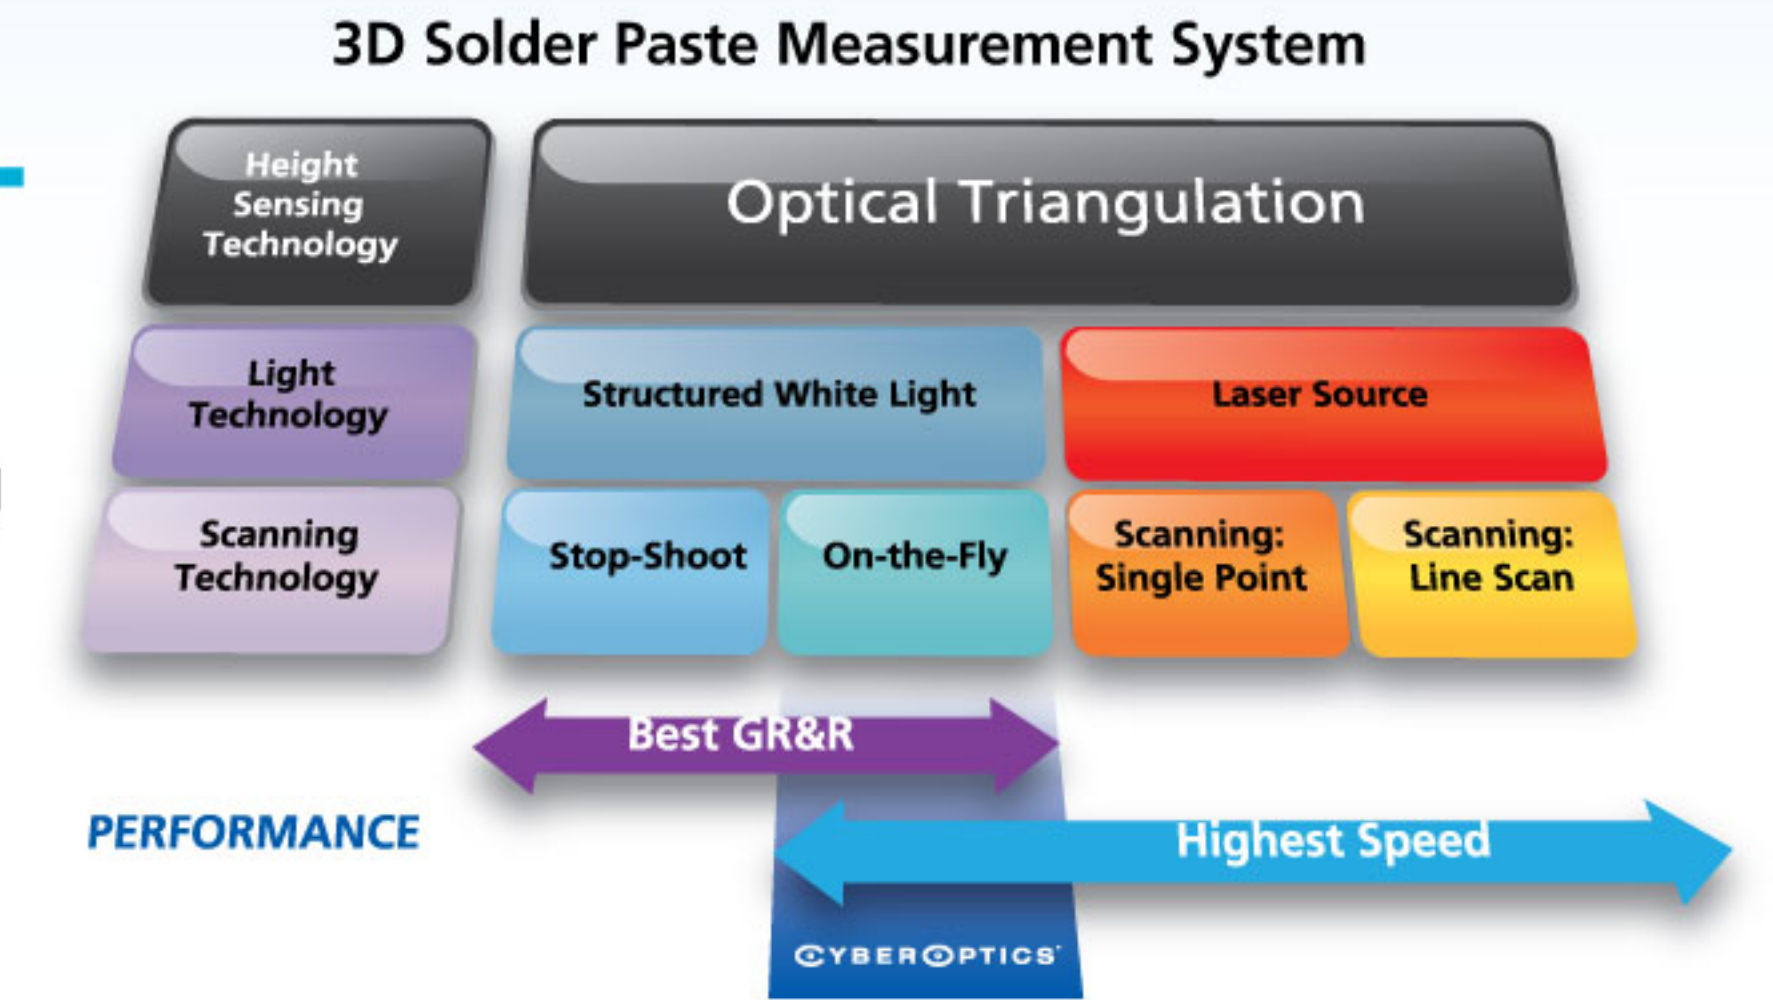 3D Solder Paste Measurement System
Height
Sensing
Technology
Optical Triangulation
Light
Technology
Structured White Light
Laser Source
Scanning
Technology
Stop-Shoot
On-the-Fly
Scanning:
Single Point
Scanning:
Line Scan
Best GR&R
PERFORMANCE
Highest Speed
CYBEROPTICS